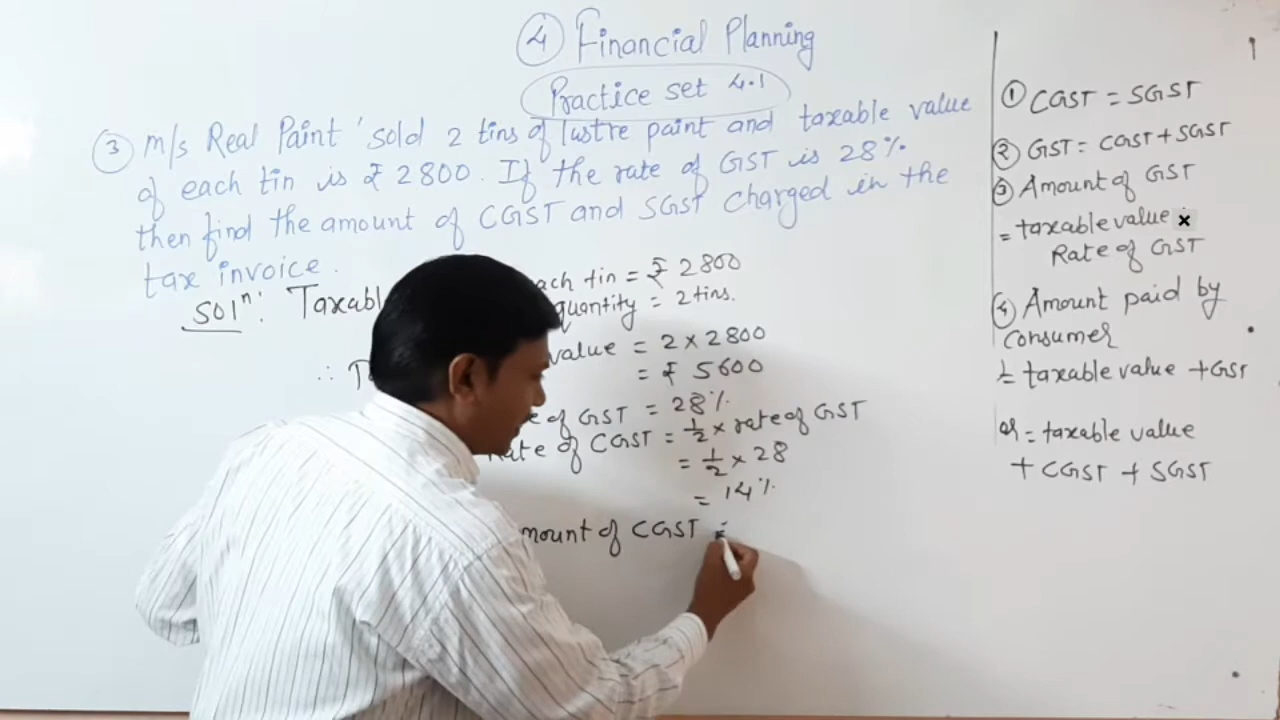 ④ Financial Planning
Practice set 4.1
③ M/s Real Paint' sold 2 tins of lustre paint and taxable value
of each tin is ₹ 2800. If the rate of GST is 28%.
then find the amount of CGST and SGST charged in the
tax invoice.
Solⁿ: Taxabl ach tin = ₹ 2800
quantity = 2 tins.
∴ value = 2 × 2800
= ₹ 5600
of GST = 28%
Rate of CGST = 1/2 × rate of GST
= 1/2 × 28
= 14%
mount of CGST =
① CGST = SGST
② GST = CGST + SGST
③ Amount of GST
= taxable value ×
Rate of GST
④ Amount paid by
consumer
= taxable value + GST
or = taxable value
+ CGST + SGST